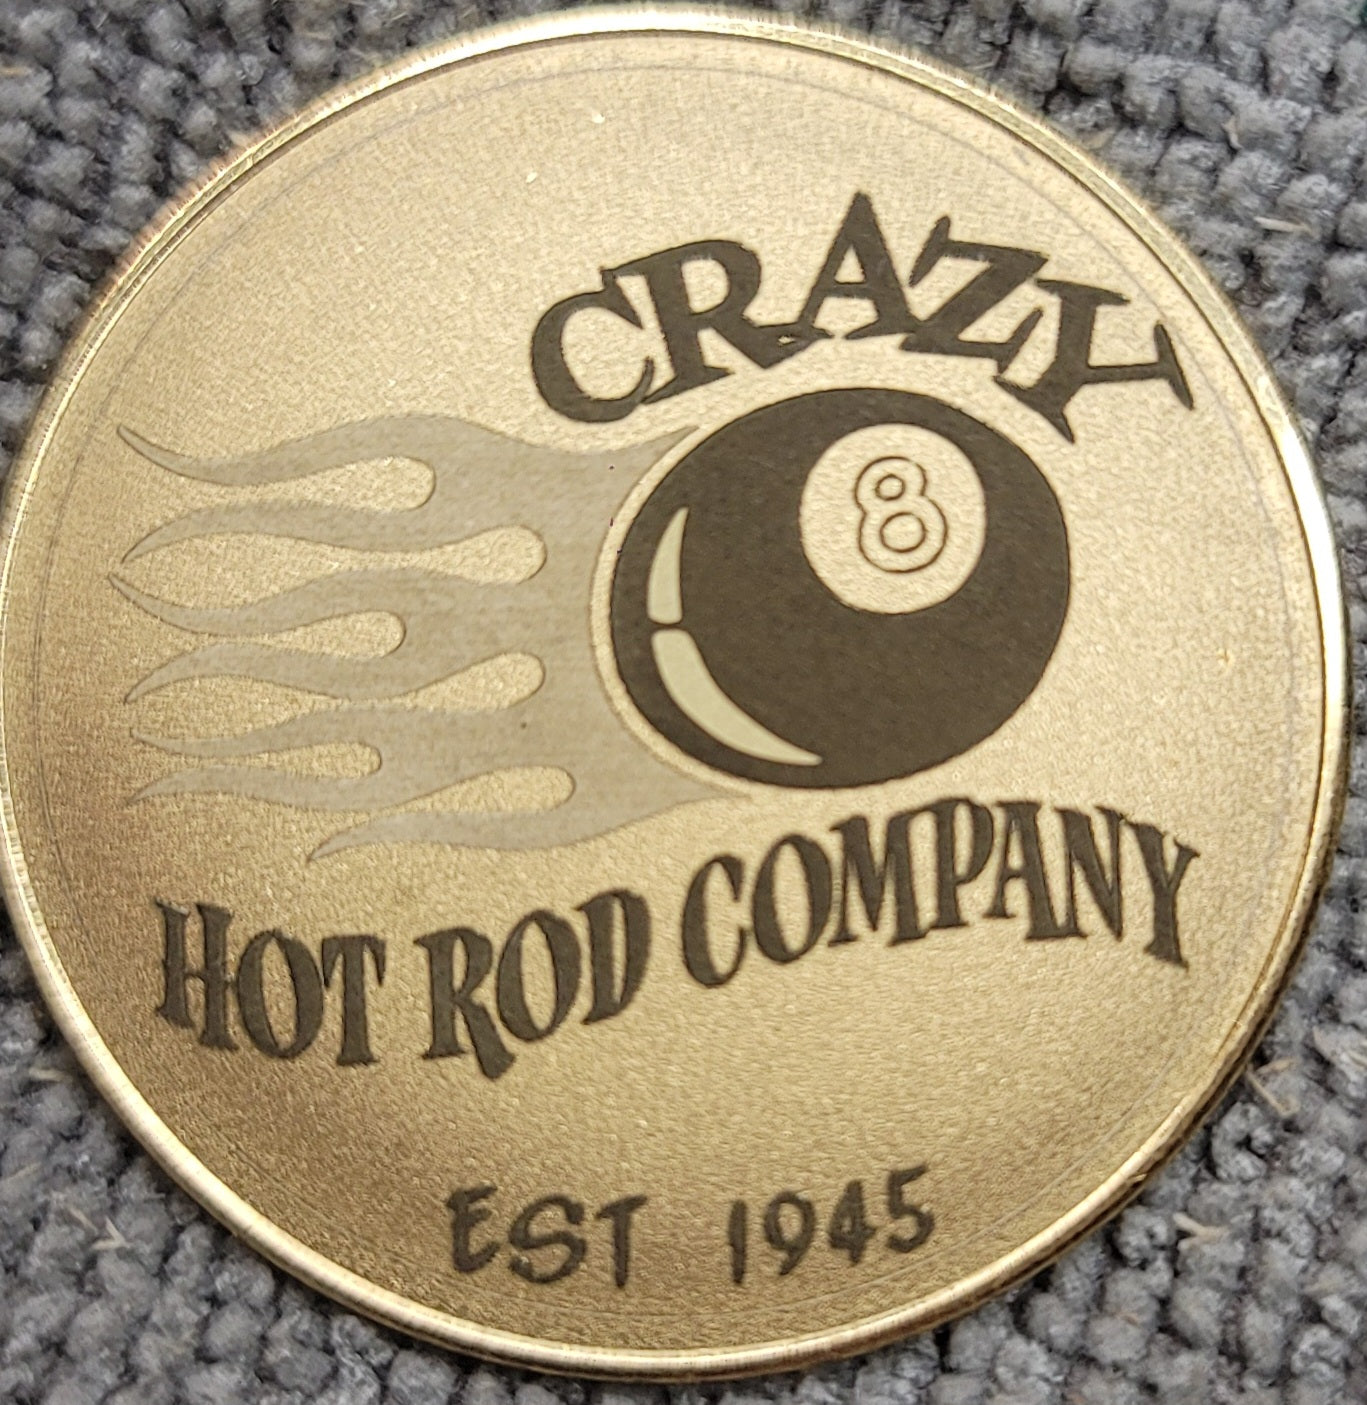 CRAZY
8
HOT ROD COMPANY
EST 1945